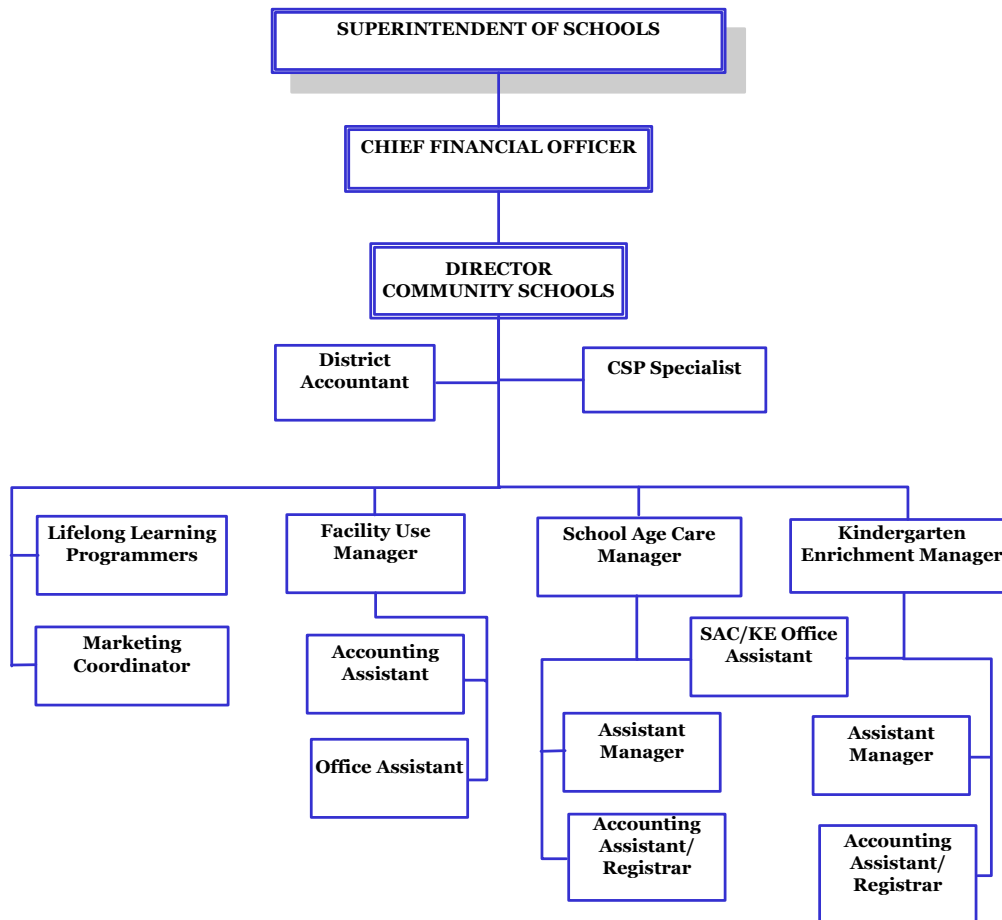 SUPERINTENDENT OF SCHOOLS
CHIEF FINANCIAL OFFICER
DIRECTOR
COMMUNITY SCHOOLS
District
Accountant
CSP Specialist
Lifelong Learning
Programmers
Facility Use
Manager
School Age Care
Manager
Kindergarten
Enrichment Manager
Marketing
Coordinator
Accounting
Assistant
SAC/KE Office
Assistant
Office Assistant
Assistant
Manager
Assistant
Manager
Accounting
Assistant/
Registrar
Accounting
Assistant/
Registrar